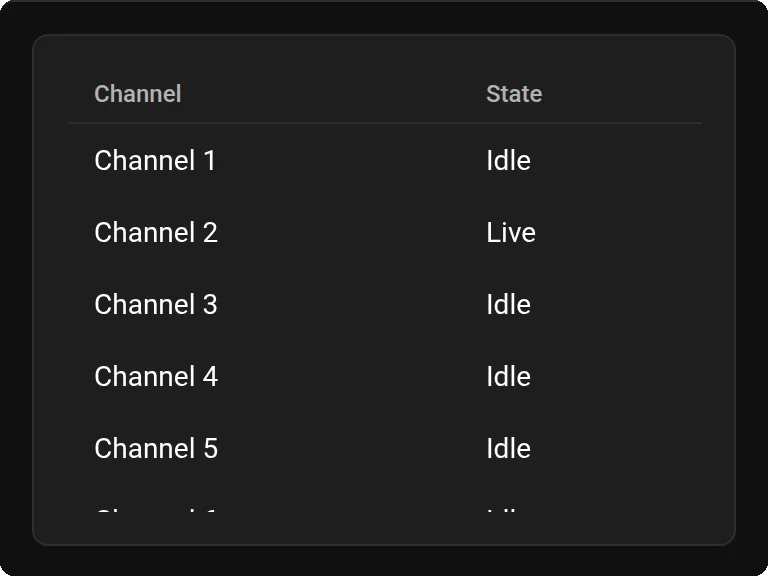 Channel State
Channel 1 Idle
Channel 2 Live
Channel 3 Idle
Channel 4 Idle
Channel 5 Idle